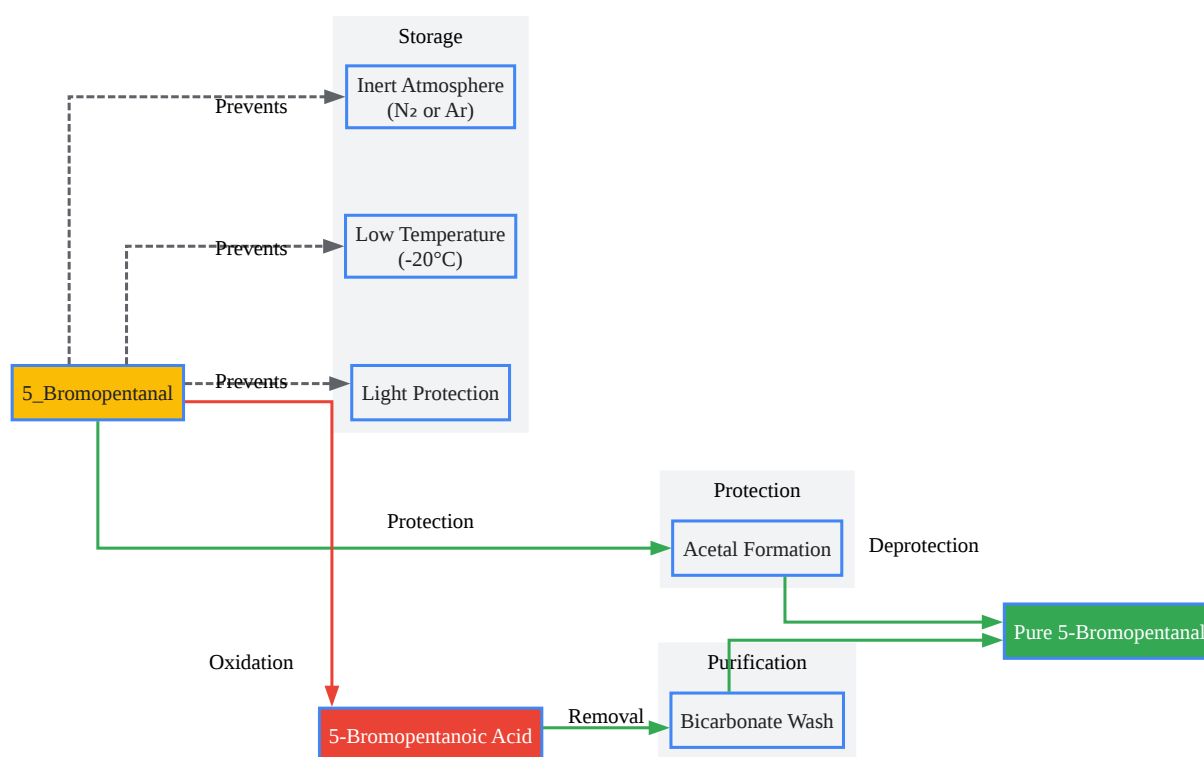 Storage
Inert Atmosphere
(N₂ or Ar)
Prevents
Low Temperature
(-20°C)
Prevents
Prevents
5_Bromopentanal
Light Protection
Protection
Protection
Acetal Formation
Deprotection
Pure 5-Bromopentanal
Oxidation
Purification
Removal
Bicarbonate Wash
5-Bromopentanoic Acid